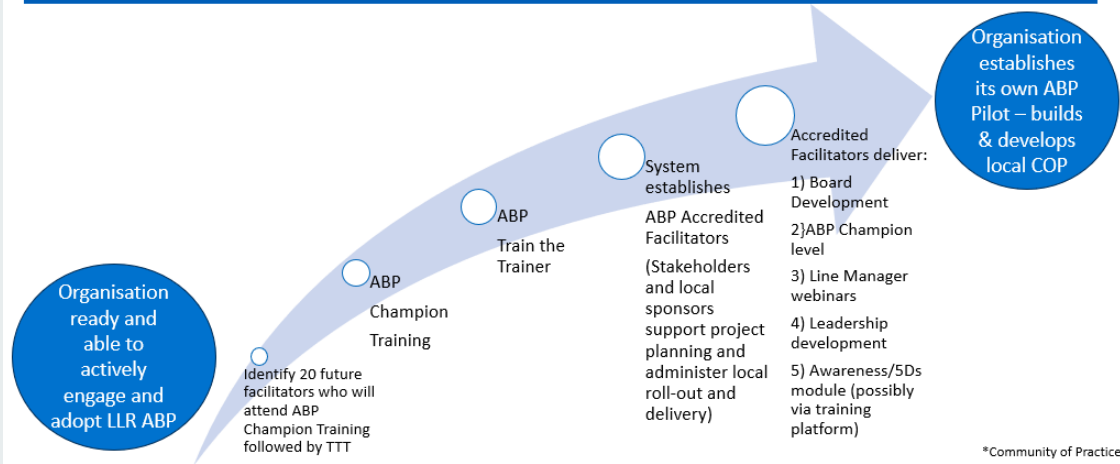 Organisation
ready and
able to
actively
engage and
adopt LLR ABP
Identify 20 future
facilitators who will
attend ABP
Champion Training
followed by TTT
ABP
Champion
Training
ABP
Train the
Trainer
System
establishes
ABP Accredited
Facilitators
(Stakeholders
and local
sponsors
support project
planning and
administer local
roll-out and
delivery)
Accredited
Facilitators deliver:
1) Board
Development
2}ABP Champion
level
3) Line Manager
webinars
4) Leadership
development
5) Awareness/5Ds
module (possibly
via training
platform)
Organisation
establishes
its own ABP
Pilot – builds
& develops
local COP
*Community of Practice